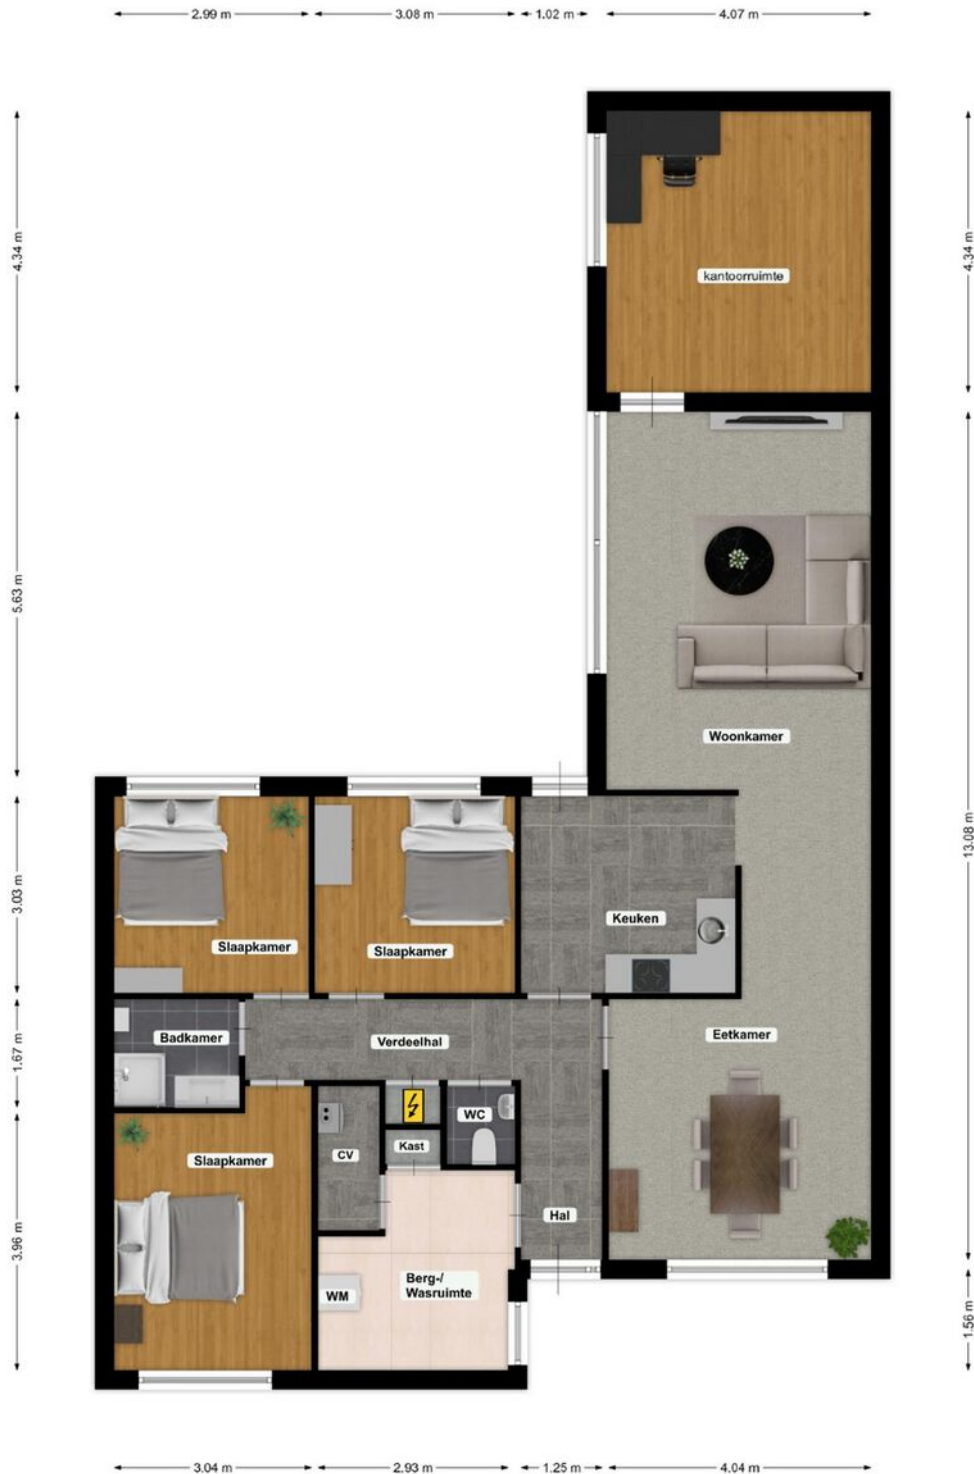 2.99 m
3.08 m
1.02 m
4.07 m
4.34 m
4.34 m
kantoorruimte
5.63 m
Woonkamer
13.08 m
3.03 m
Slaapkamer
Slaapkamer
Keuken
1.67 m
Badkamer
Verdeelhal
Eetkamer
WC
Kast
CV
Slaapkamer
3.96 m
Hal
Berg-/
Wasruimte
WM
1.56 m
3.04 m
2.93 m
1.25 m
4.04 m